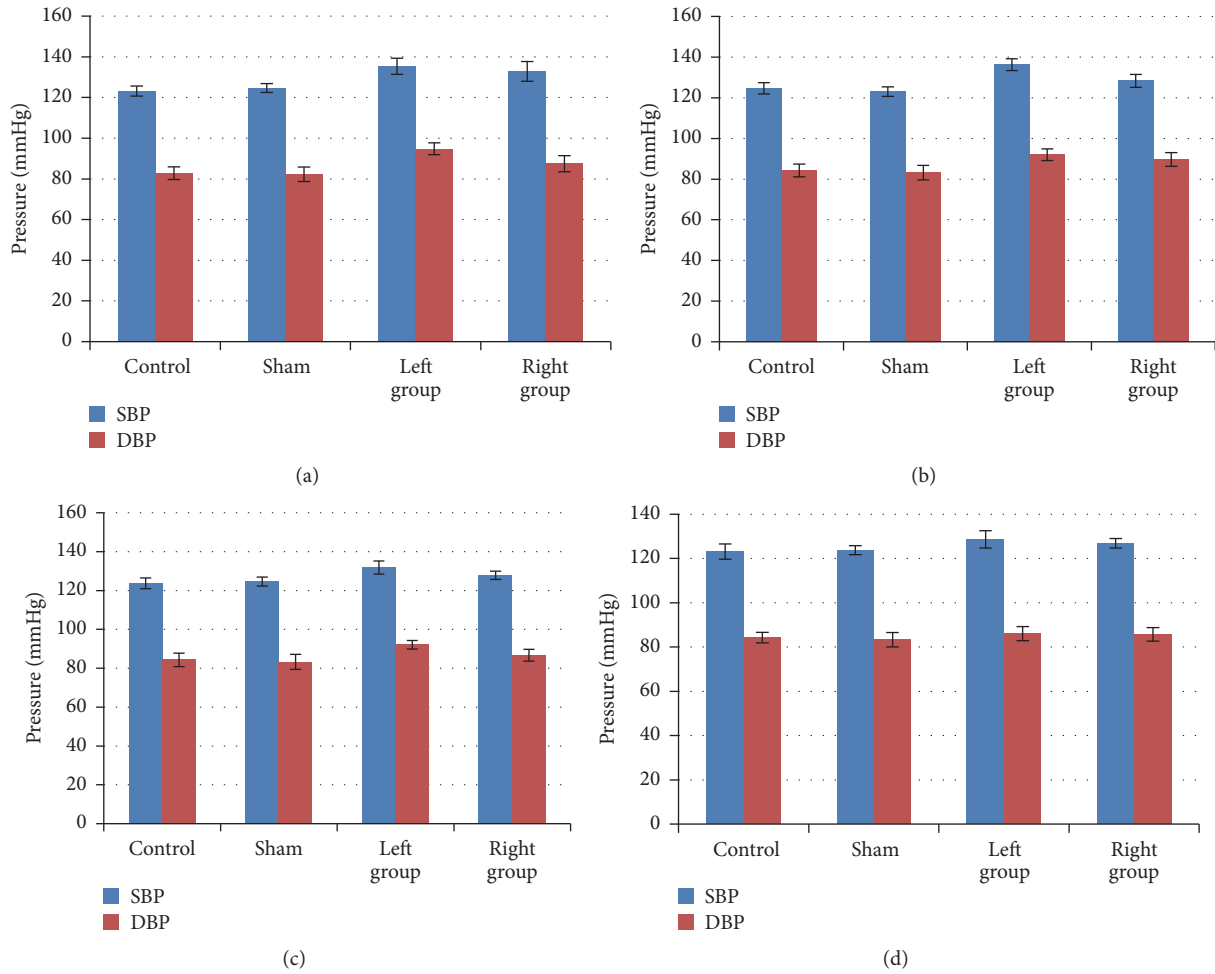 160
140
120
100
80
60
40
20
0
Pressure (mmHg)
Control
Sham
Left
group
Right
group
SBP
DBP
(a)
160
140
120
100
80
60
40
20
0
Pressure (mmHg)
Control
Sham
Left
group
Right
group
SBP
DBP
(b)
160
140
120
100
80
60
40
20
0
Pressure (mmHg)
Control
Sham
Left
group
Right
group
SBP
DBP
(c)
140
120
100
80
60
40
20
0
Pressure (mmHg)
Control
Sham
Left
group
Right
group
SBP
DBP
(d)